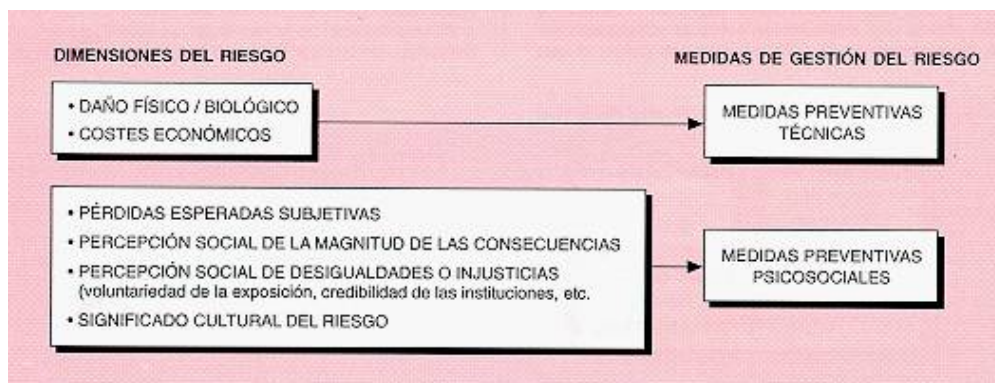 DIMENSIONES DEL RIESGO
• DAÑO FÍSICO / BIOLÓGICO
• COSTES ECONÓMICOS
MEDIDAS DE GESTIÓN DEL RIESGO
MEDIDAS PREVENTIVAS
TÉCNICAS
• PÉRDIDAS ESPERADAS SUBJETIVAS
• PERCEPCIÓN SOCIAL DE LA MAGNITUD DE LAS CONSECUENCIAS
• PERCEPCIÓN SOCIAL DE DESIGUALDADES O INJUSTICIAS
(voluntariedad de la exposición, credibilidad de las instituciones, etc.
• SIGNIFICADO CULTURAL DEL RIESGO
MEDIDAS PREVENTIVAS
PSICOSOCIALES